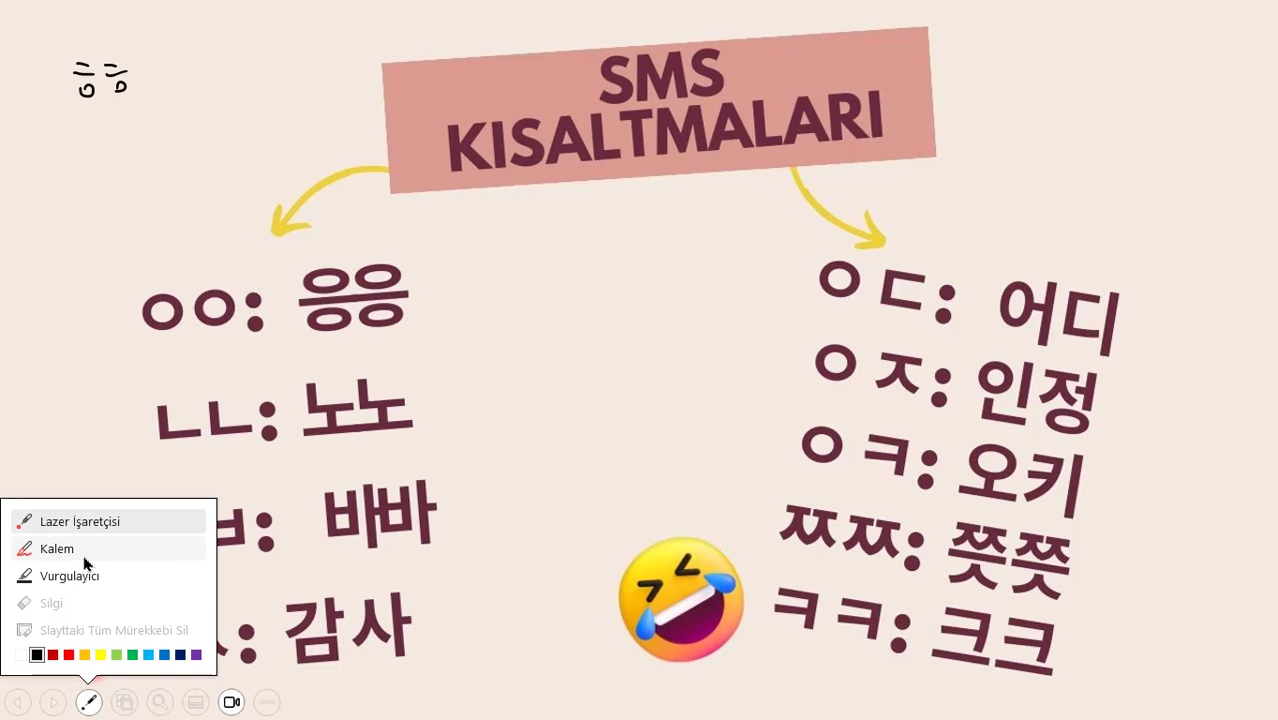 SMS
KISALTMALARI
ㅇㅇ: 응응
ㄴㄴ: 노노
ㅂ: 바바
ㅅ: 감사
ㅇㄷ: 어디
ㅇㅈ: 인정
ㅇㅋ: 오키
ㅉㅉ: 쯧쯧
ㅋㅋ: 크크
Lazer İşaretçisi
Kalem
Vurgulayıcı
Silgi
Slayttaki Tüm Mürekkebi Sil